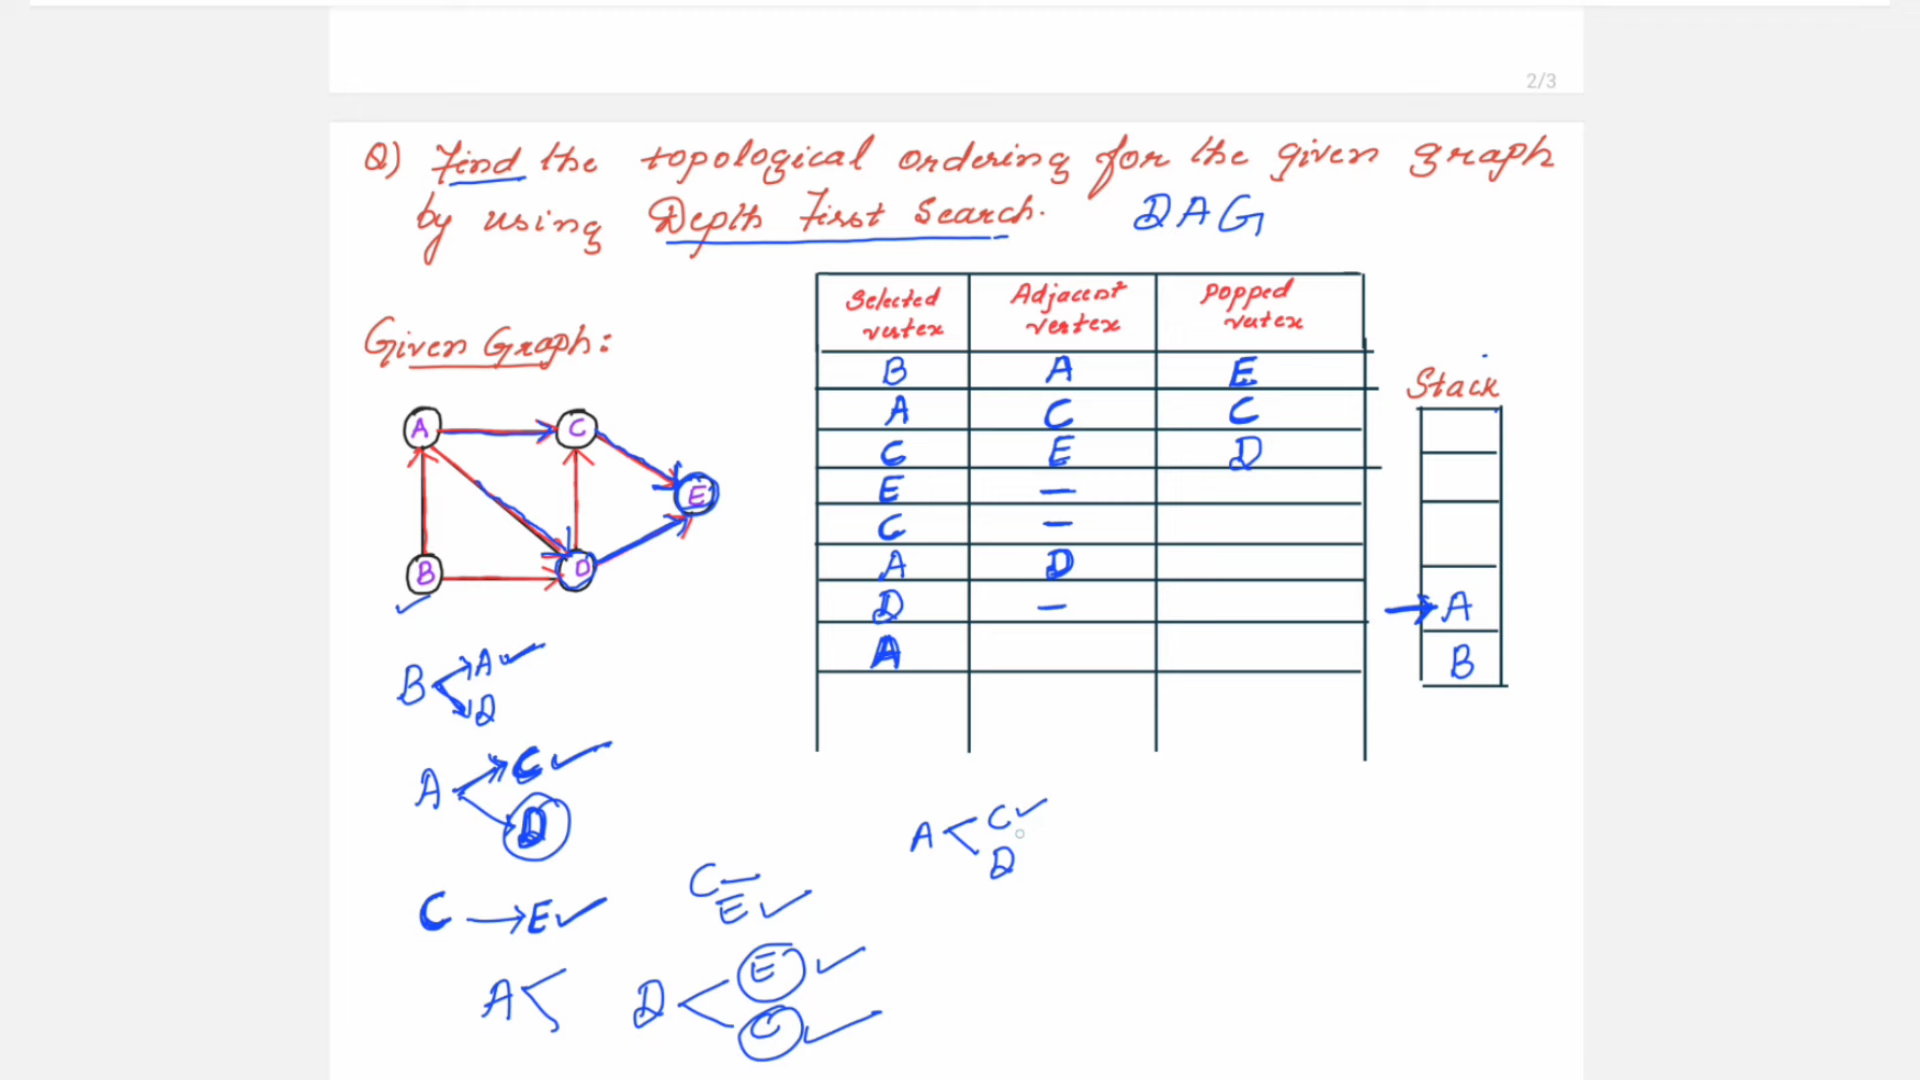 2/3
Q) Find the topological ordering for the given graph
by using Depth First Search. DAG
Given Graph:
Selected vertex Adjacent vertex Popped vertex
B A E
A C C
C E D
E —
C —
A D
D —
A
Stack
A
B
A C
E
B D
B A ✓
D
A C ✓
D
C → E ✓
C
E ✓
A C ✓
D
A
D E ✓
C ✓